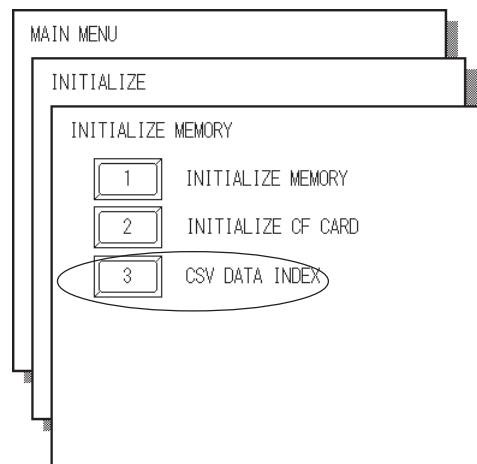 MAIN MENU
INITIALIZE
INITIALIZE MEMORY
1 INITIALIZE MEMORY
2 INITIALIZE CF CARD
3 CSV DATA INDEX